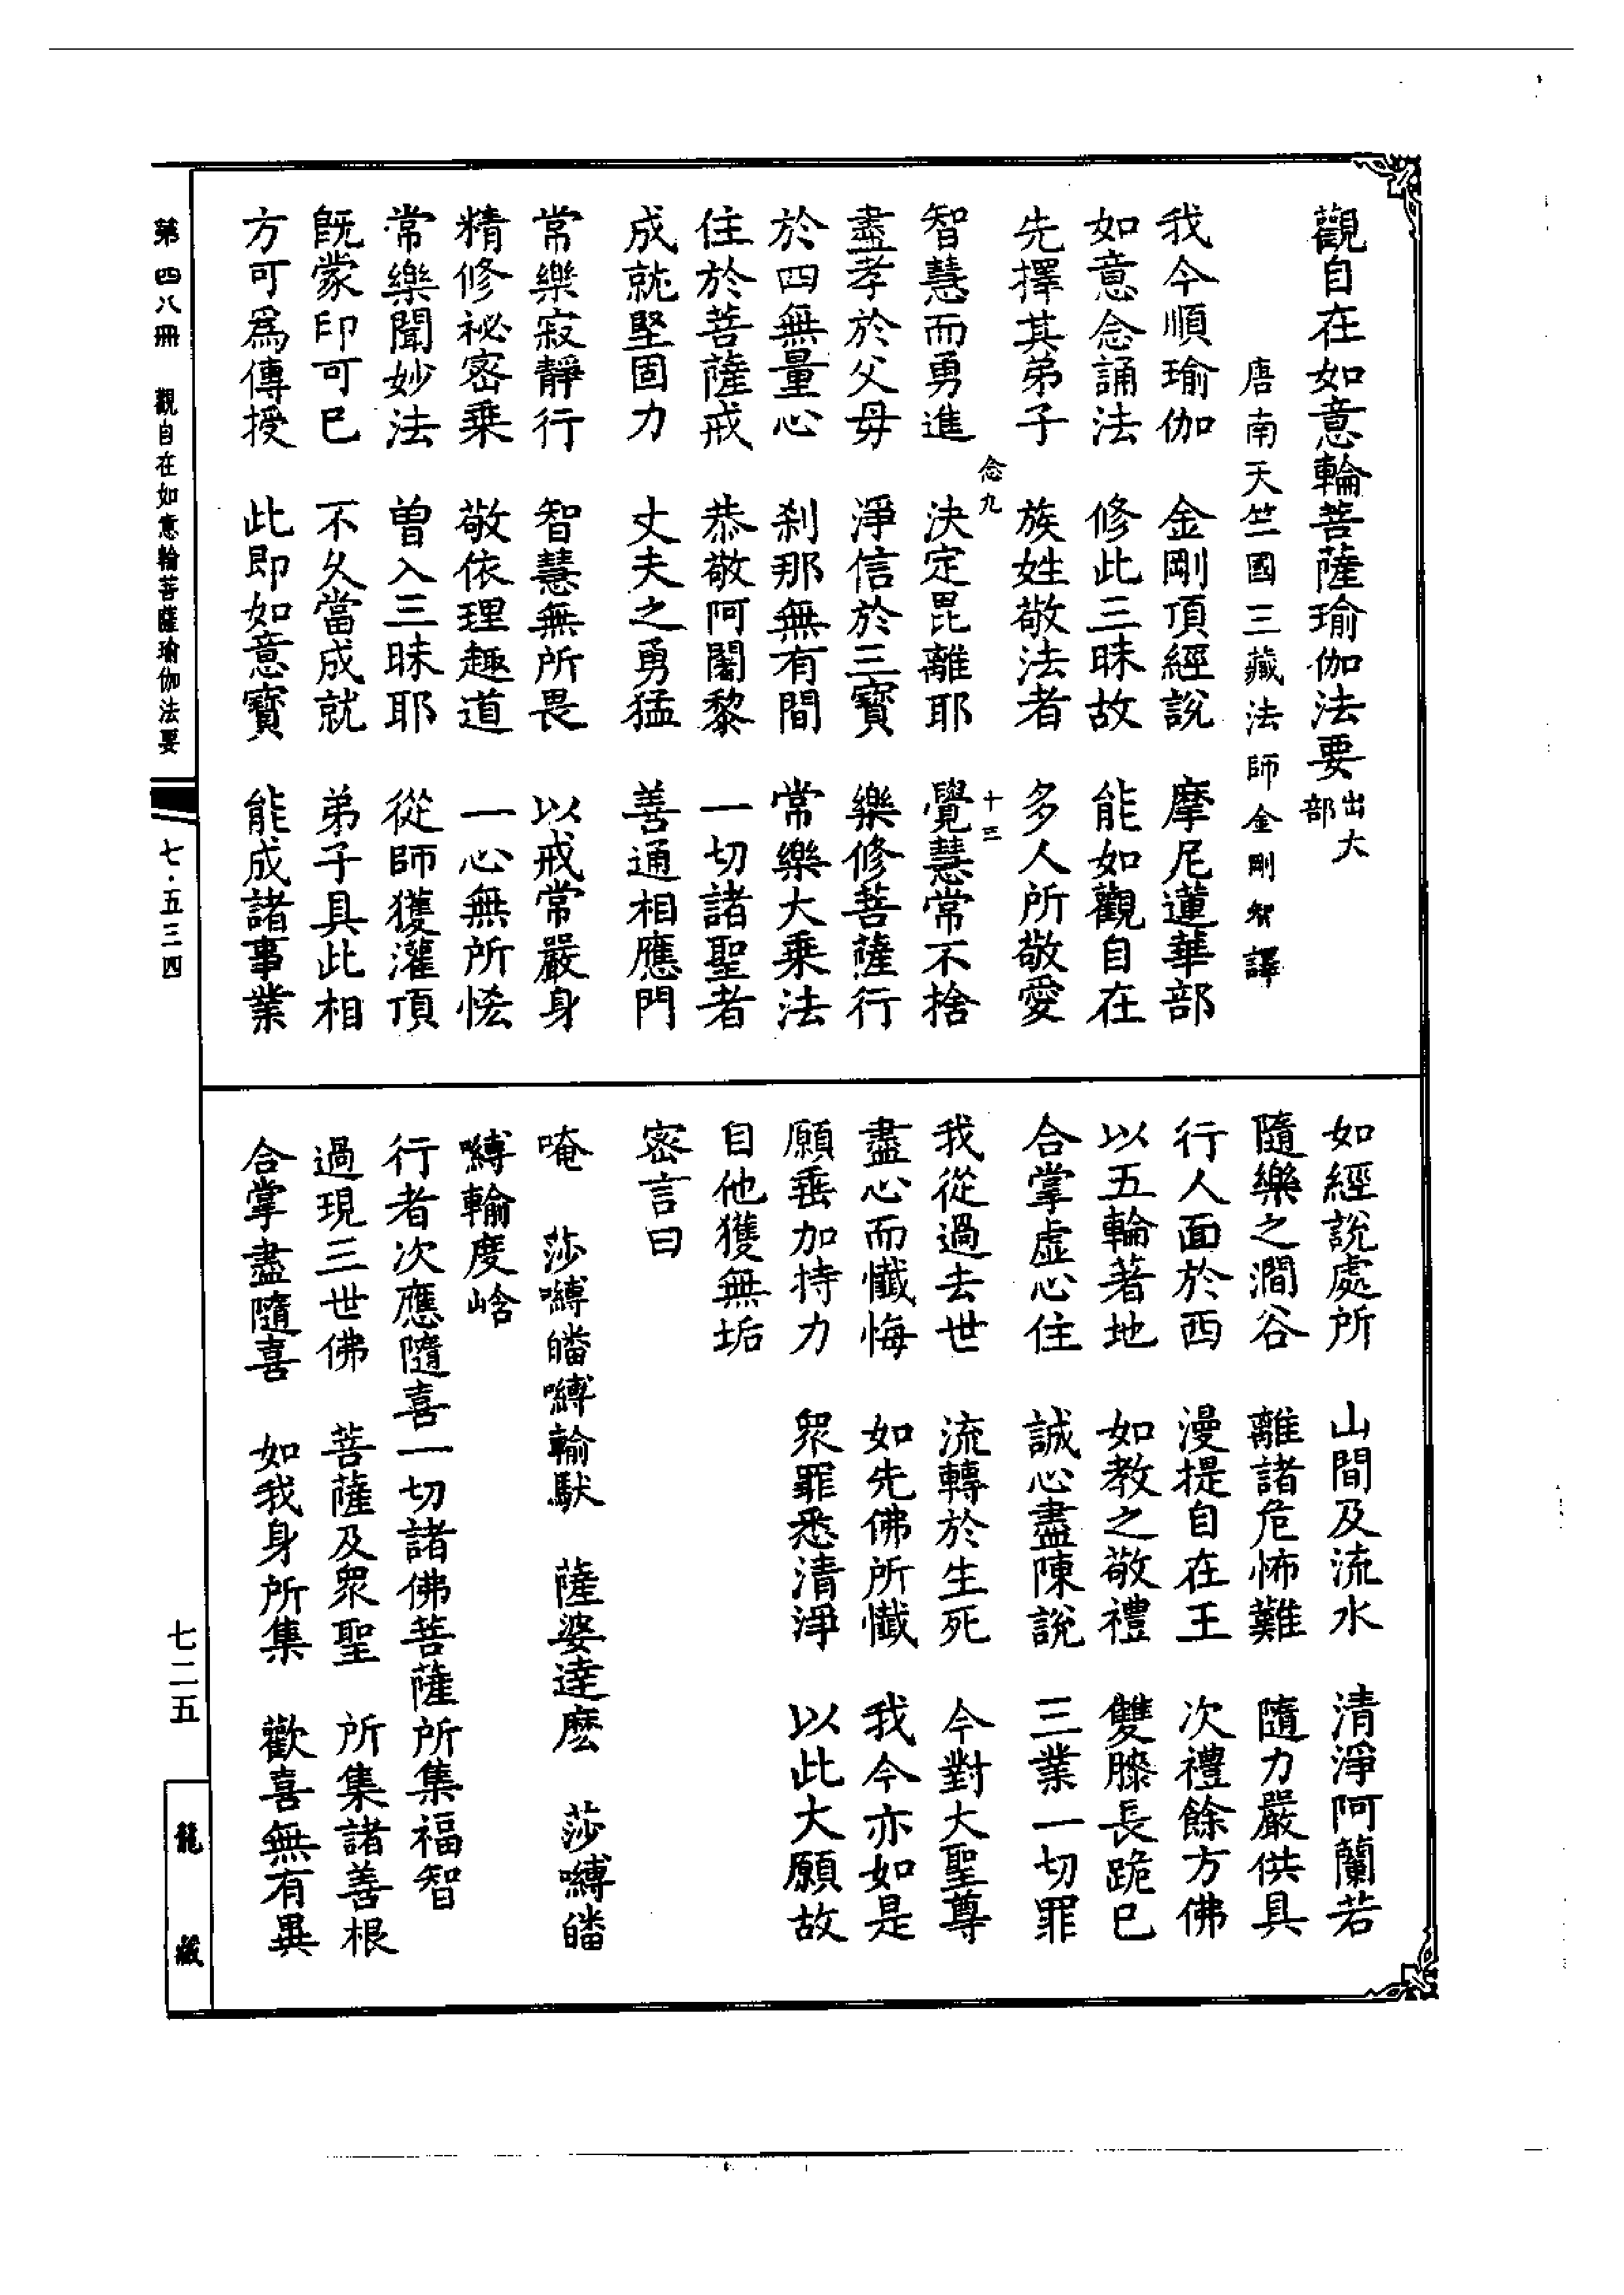 觀自在如意輪菩薩瑜伽法要出大部
唐南天竺國三藏法師金剛智譯
我今順瑜伽　金剛頂經說　摩尼蓮華部
如意念誦法　修此三昧故　能如觀自在
先擇其弟子　族姓敬法者　多人所敬愛
念九　十三
智慧而勇進　決定毘離耶　覺慧常不捨
盡孝於父母　淨信於三寶　樂修菩薩行
於四無量心　剎那無有間　常樂大乘法
住於菩薩戒　恭敬阿闍黎　一切諸聖者
成就堅固力　丈夫之勇猛　善通相應門
常樂寂靜行　智慧無所畏　以戒常嚴身
精修祕密乘　敬依理趣道　一心無所悋
常樂聞妙法　曾入三昧耶　從師獲灌頂
既蒙印可已　不久當成就　弟子具此相
方可為傳授　此即如意寶　能成諸事業
如經說處所　山間及流水　清淨阿蘭若
隨樂之澗谷　離諸危怖難　隨力嚴供具
行人面於西　漫提自在王　次禮餘方佛
以五輪著地　如教之敬禮　雙膝長跪已
合掌虛心住　誠心盡陳說　三業一切罪
我從過去世　流轉於生死　今對大聖尊
盡心而懺悔　如先佛所懺　我今亦如是
願垂加持力　眾罪悉清淨　以此大願故
自他獲無垢
密言曰
唵　莎嚩皤嚩輸馱　薩婆達麼　莎嚩皤
嚩輸度唅
行者次應隨喜一切諸佛菩薩所集福智
過現三世佛　菩薩及眾聖　所集諸善根
合掌盡隨喜　如我身所集　歡喜無有異
第四八冊　觀自在如意輪菩薩瑜伽法要
七·五三四
七二五
龍藏